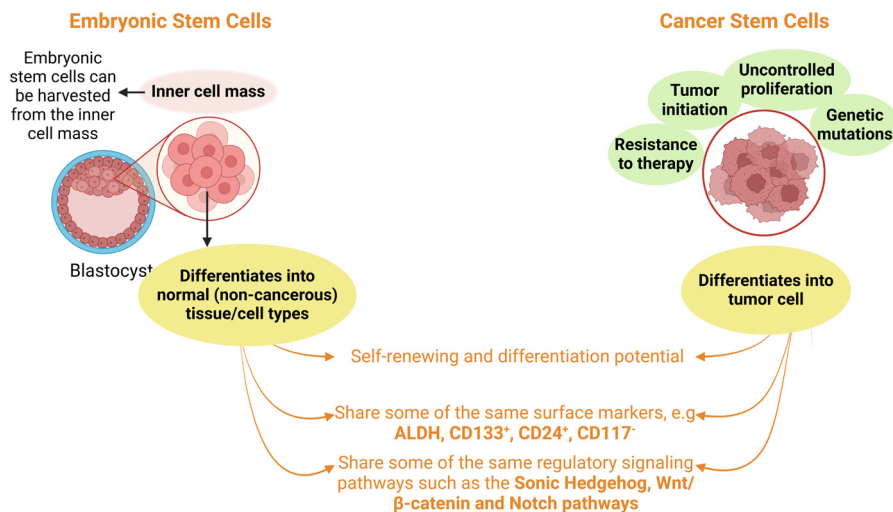 Embryonic Stem Cells
Embryonic
stem cells can
be harvested
from the inner
cell mass
Inner cell mass
Blastocyst
Differentiates into
normal (non-cancerous)
tissue/cell types
Cancer Stem Cells
Resistance
to therapy
Tumor
initiation
Uncontrolled
proliferation
Genetic
mutations
Differentiates into
tumor cell
Self-renewing and differentiation potential
Share some of the same surface markers, e.g
ALDH, CD133⁺, CD24⁺, CD117⁻
Share some of the same regulatory signaling
pathways such as the Sonic Hedgehog, Wnt/
β-catenin and Notch pathways